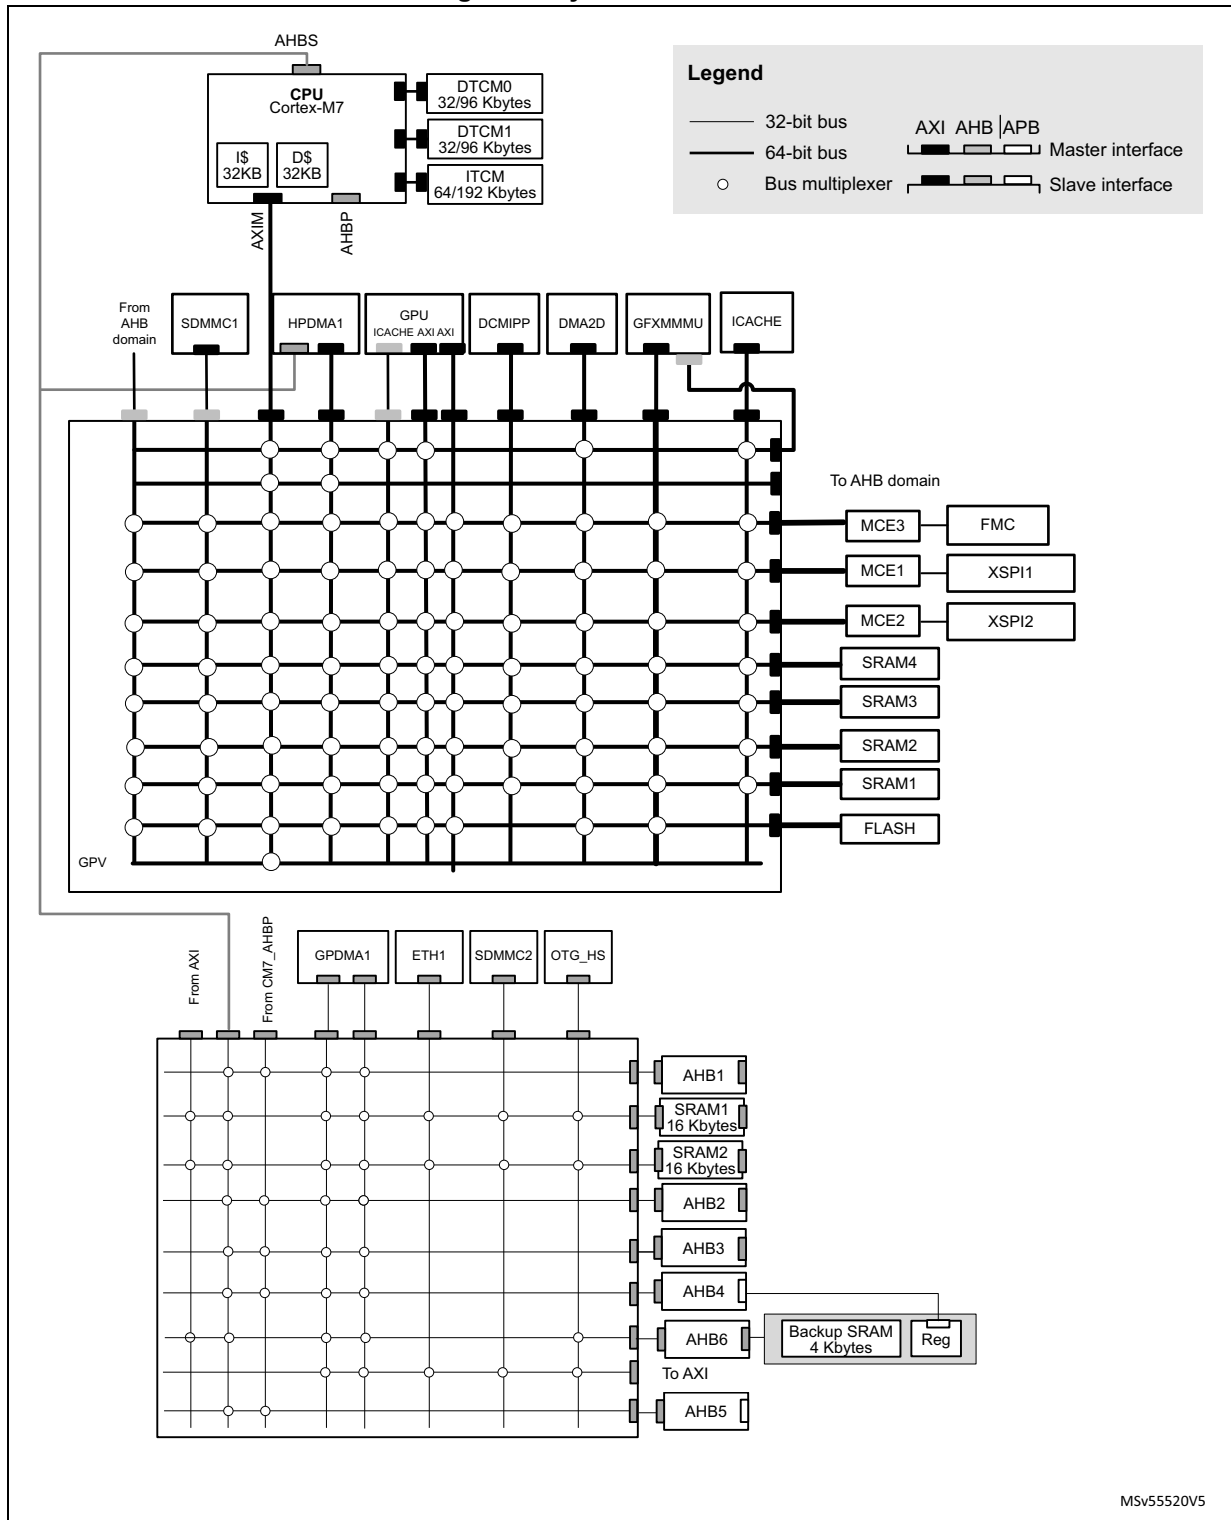 AHBS
CPU
Cortex-M7
I$
32KB
D$
32KB
DTCM0
32/96 Kbytes
DTCM1
32/96 Kbytes
ITCM
64/192 Kbytes
AXIM
AHBP
Legend
32-bit bus
64-bit bus
Bus multiplexer
AXI AHB APB
Master interface
Slave interface
From
AHB
domain
SDMMC1
HPDMA1
GPU
ICACHE AXI AXI
DCMIPP
DMA2D
GFXMMMU
ICACHE
To AHB domain
MCE3
FMC
MCE1
XSPI1
MCE2
XSPI2
SRAM4
SRAM3
SRAM2
SRAM1
FLASH
GPV
From AXI
From CM7_AHBP
GPDMA1
ETH1
SDMMC2
OTG_HS
AHB1
SRAM1
16 Kbytes
SRAM2
16 Kbytes
AHB2
AHB3
AHB4
AHB6
Backup SRAM
4 Kbytes
Reg
To AXI
AHB5
MSv55520V5